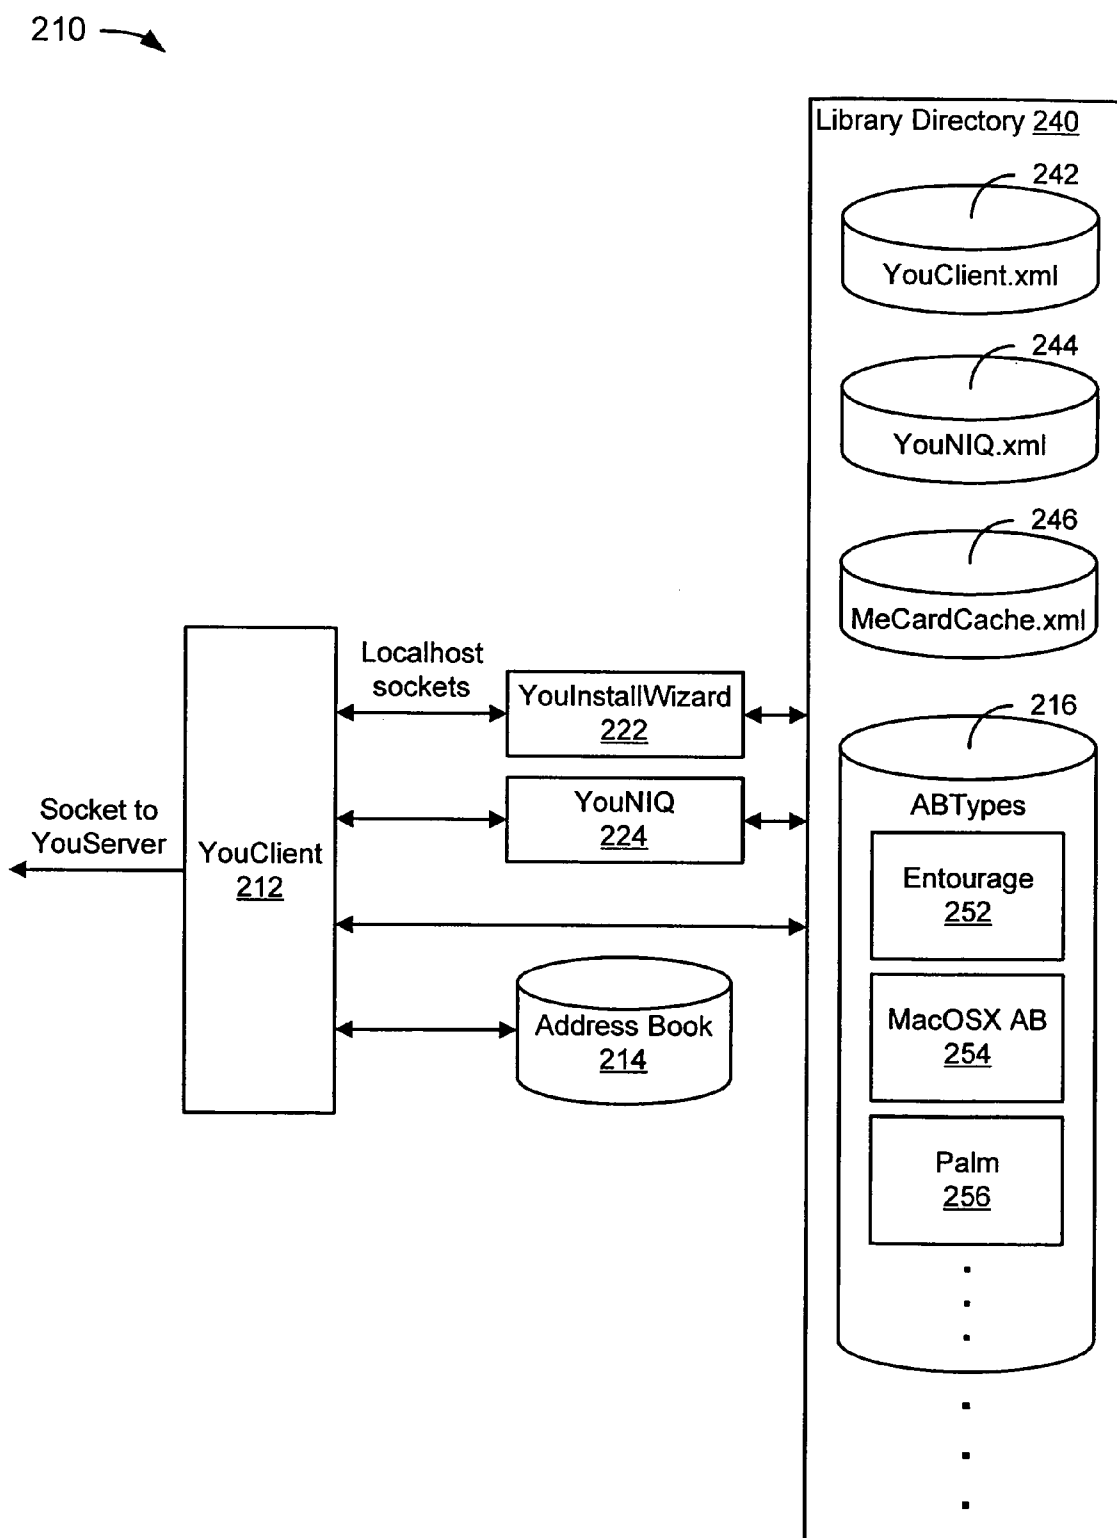 210
Library Directory 240
242
YouClient.xml
244
YouNIQ.xml
246
MeCardCache.xml
Localhost
sockets
YouInstallWizard
222
216
ABTypes
YouNIQ
224
Socket to
YouServer
YouClient
212
Entourage
252
Address Book
214
MacOSX AB
254
Palm
256